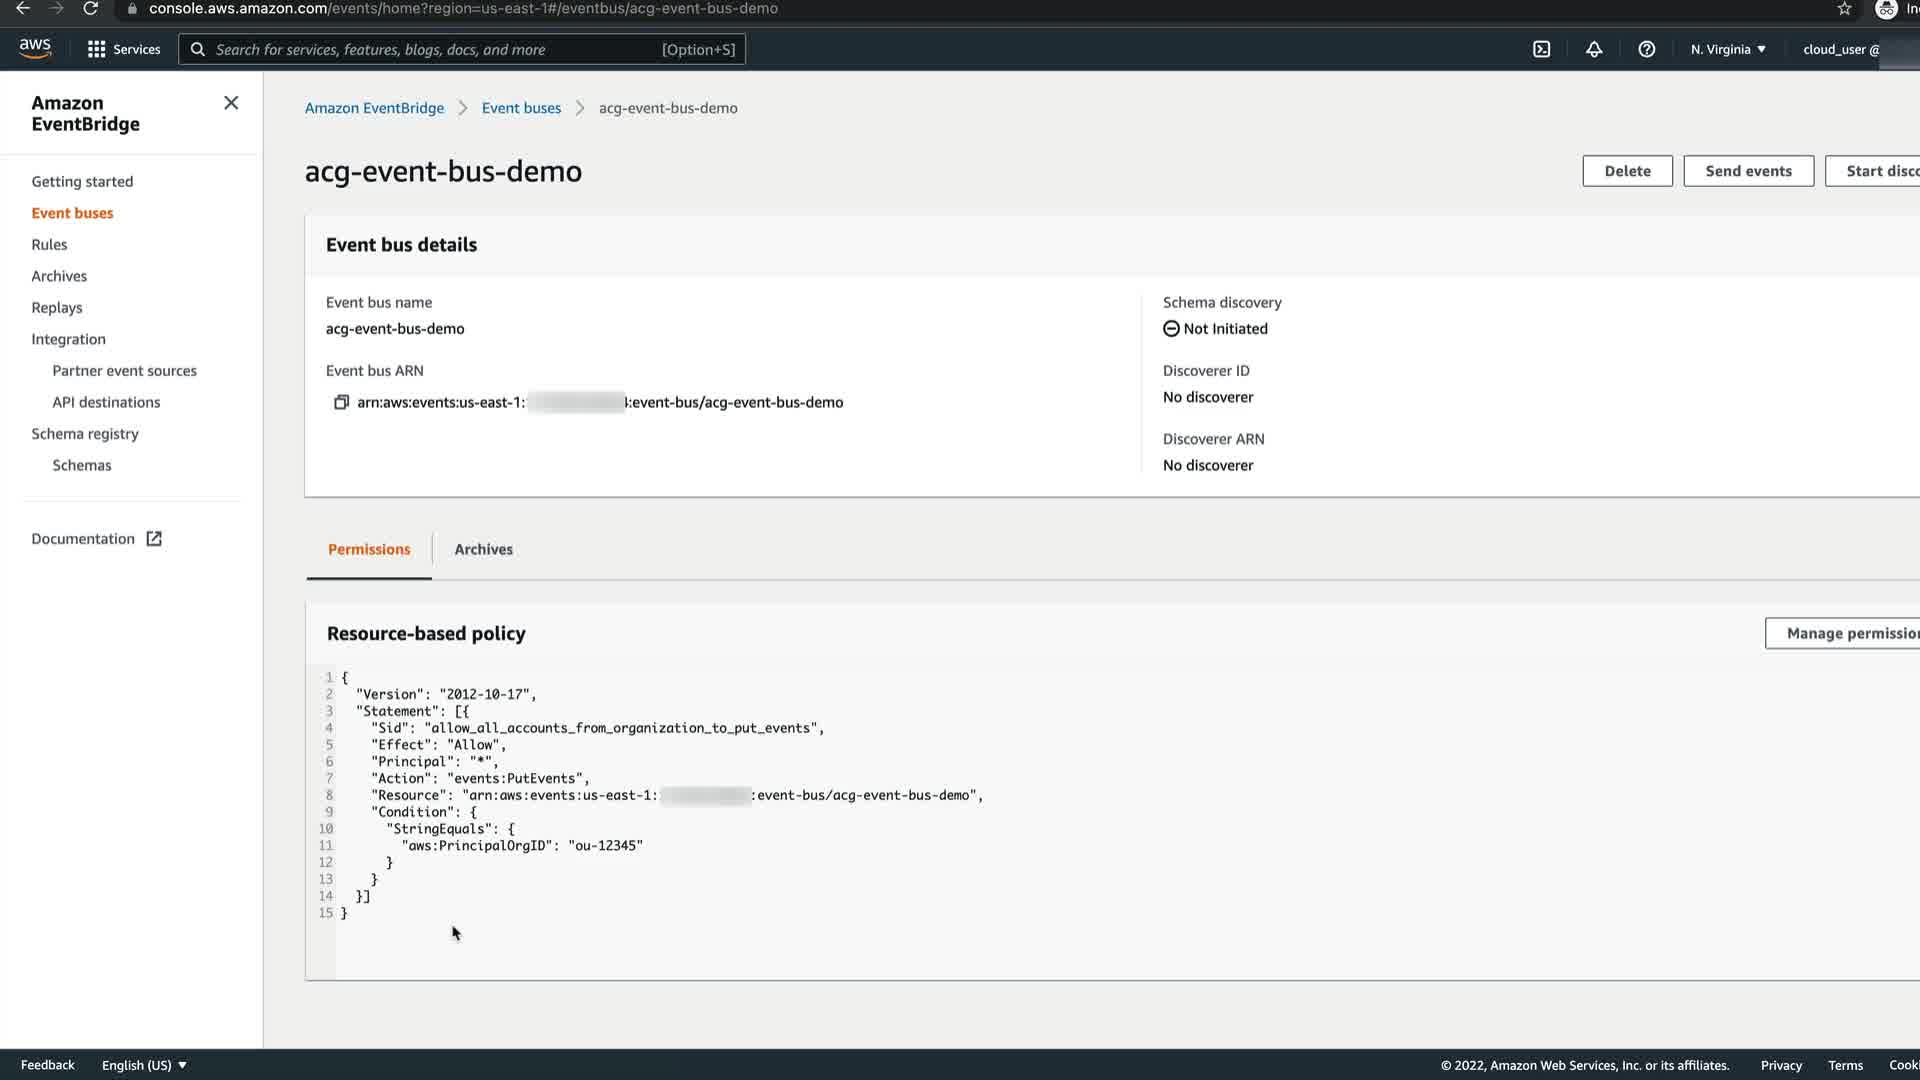 console.aws.amazon.com/events/home?region=us-east-1#/eventbus/acg-event-bus-demo
aws
Services
Search for services, features, blogs, docs, and more
[Option+S]
N. Virginia ▼
cloud_user @
Amazon EventBridge
Getting started
Event buses
Rules
Archives
Replays
Integration
Partner event sources
API destinations
Schema registry
Schemas
Documentation
Amazon EventBridge > Event buses > acg-event-bus-demo
acg-event-bus-demo
Delete
Send events
Start disco
Event bus details
Event bus name
acg-event-bus-demo
Event bus ARN
arn:aws:events:us-east-1: :event-bus/acg-event-bus-demo
Schema discovery
Not Initiated
Discoverer ID
No discoverer
Discoverer ARN
No discoverer
Permissions
Archives
Resource-based policy
Manage permission
1 {
2 "Version": "2012-10-17",
3 "Statement": [{
4 "Sid": "allow_all_accounts_from_organization_to_put_events",
5 "Effect": "Allow",
6 "Principal": "*",
7 "Action": "events:PutEvents",
8 "Resource": "arn:aws:events:us-east-1: :event-bus/acg-event-bus-demo",
9 "Condition": {
10 "StringEquals": {
11 "aws:PrincipalOrgID": "ou-12345"
12 }
13 }
14 }]
15 }
Feedback
English (US) ▼
© 2022, Amazon Web Services, Inc. or its affiliates.
Privacy
Terms
Cooki